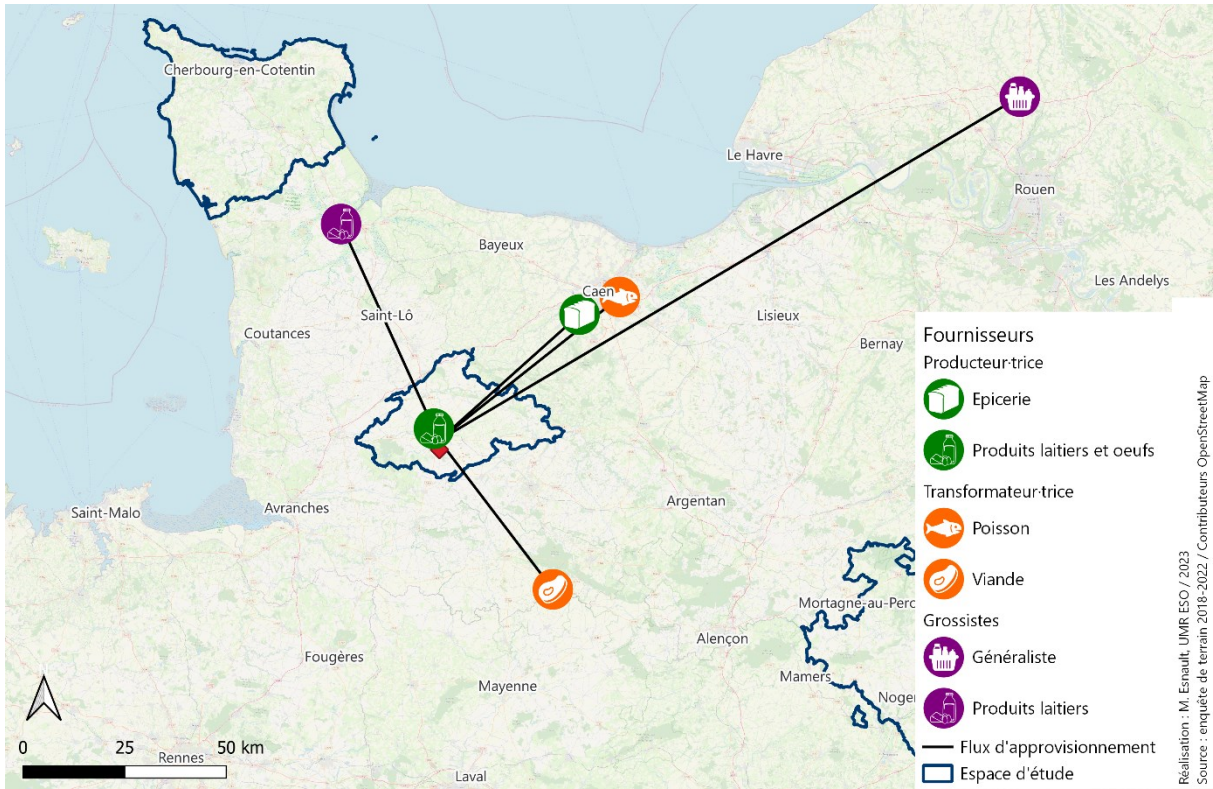 Cherbourg-en-Cotentin
Le Havre
Rouen
Bayeux
Caen
Les Andelys
Saint-Lô
Lisieux
Coutances
Bernay
Saint-Malo
Avranches
Argentan
Mortagne-au-Perc
Alençon
Fougères
Mamers
Mayenne
Noger
Rennes
Laval
0 25 50 km
Fournisseurs
Producteur·trice
Epicerie
Produits laitiers et oeufs
Transformateur·trice
Poisson
Viande
Grossistes
Généraliste
Produits laitiers
Flux d'approvisionnement
Espace d'étude
Réalisation : M. Esnault, UMR ESO / 2023
Source : enquête de terrain 2018-2022 / Contributeurs OpenStreetMap